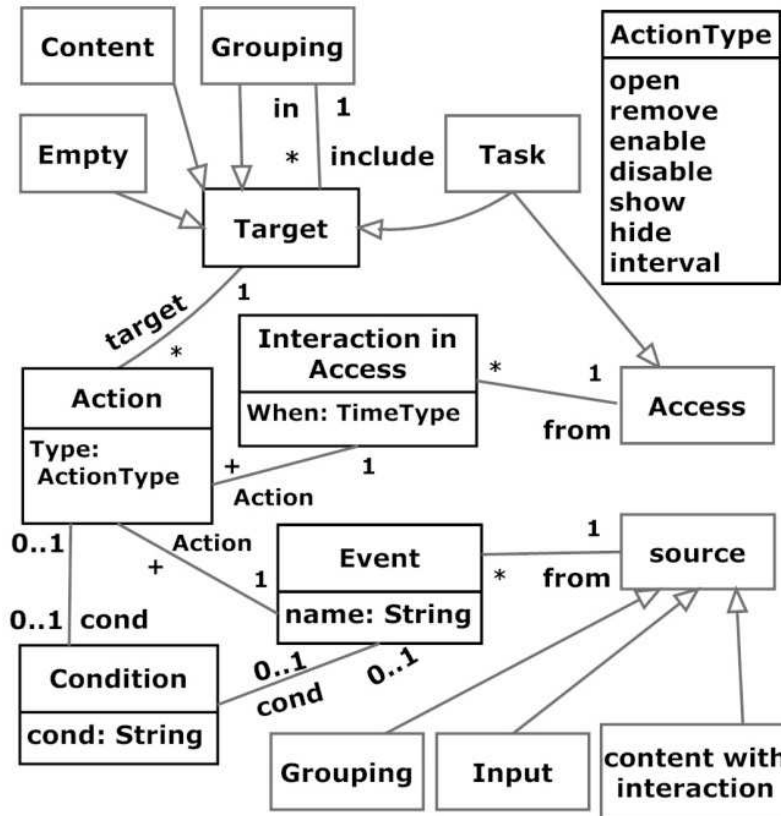 Content
Grouping
ActionType
open
remove
enable
disable
show
hide
interval
in
1
Empty
*
include
Task
Target
target
1
*
Interaction in
Access
When: TimeType
*
1
from
Access
Action
Type:
ActionType
+
Action
1
0..1
Action
+
1
Event
name: String
1
*
from
source
0..1
cond
Condition
cond: String
0..1
cond
0..1
Grouping
Input
content with
interaction